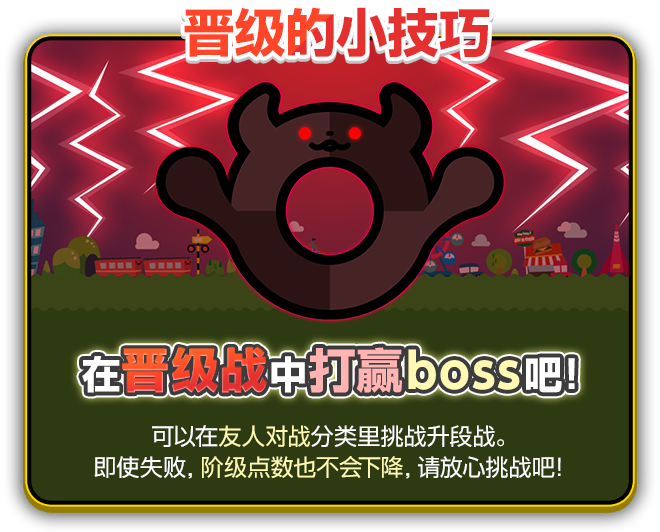 晋级的小技巧
在晋级战中打赢boss吧!
可以在友人对战分类里挑战升段战。
即使失败, 阶级点数也不会下降, 请放心挑战吧!